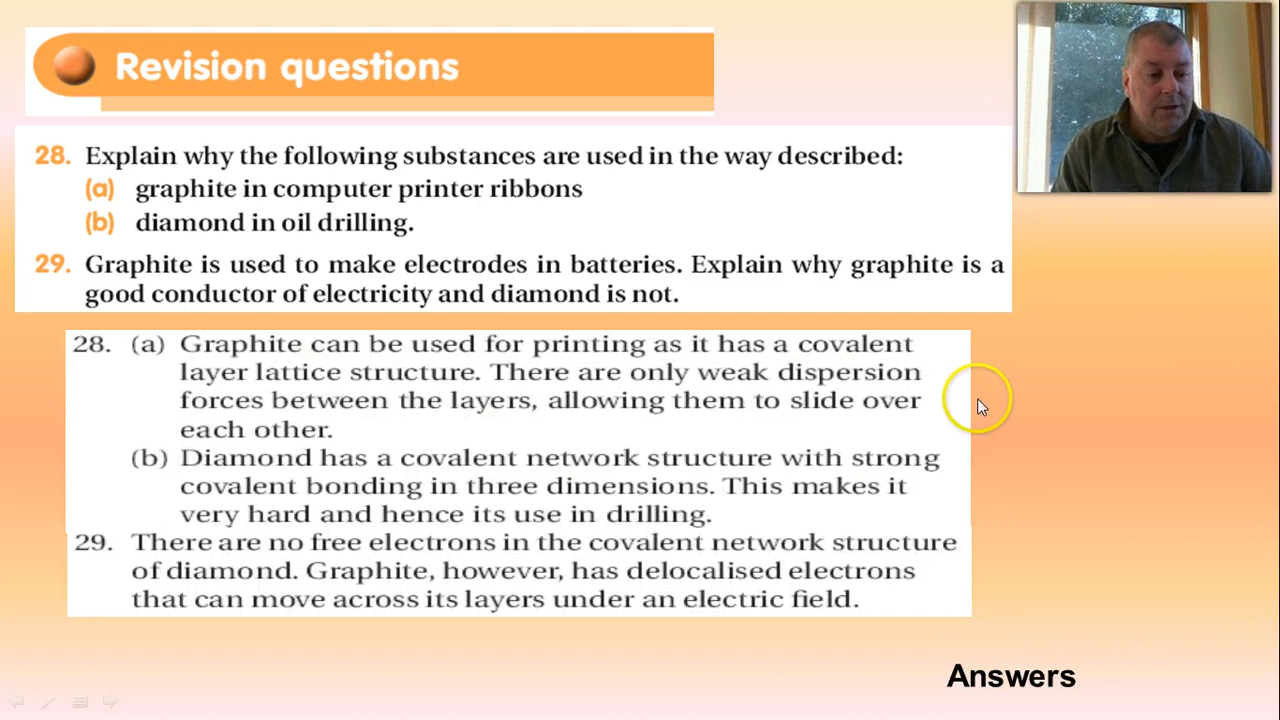 Revision questions
28. Explain why the following substances are used in the way described:
(a) graphite in computer printer ribbons
(b) diamond in oil drilling.
29. Graphite is used to make electrodes in batteries. Explain why graphite is a
good conductor of electricity and diamond is not.
28. (a) Graphite can be used for printing as it has a covalent
layer lattice structure. There are only weak dispersion
forces between the layers, allowing them to slide over
each other.
(b) Diamond has a covalent network structure with strong
covalent bonding in three dimensions. This makes it
very hard and hence its use in drilling.
29. There are no free electrons in the covalent network structure
of diamond. Graphite, however, has delocalised electrons
that can move across its layers under an electric field.
Answers